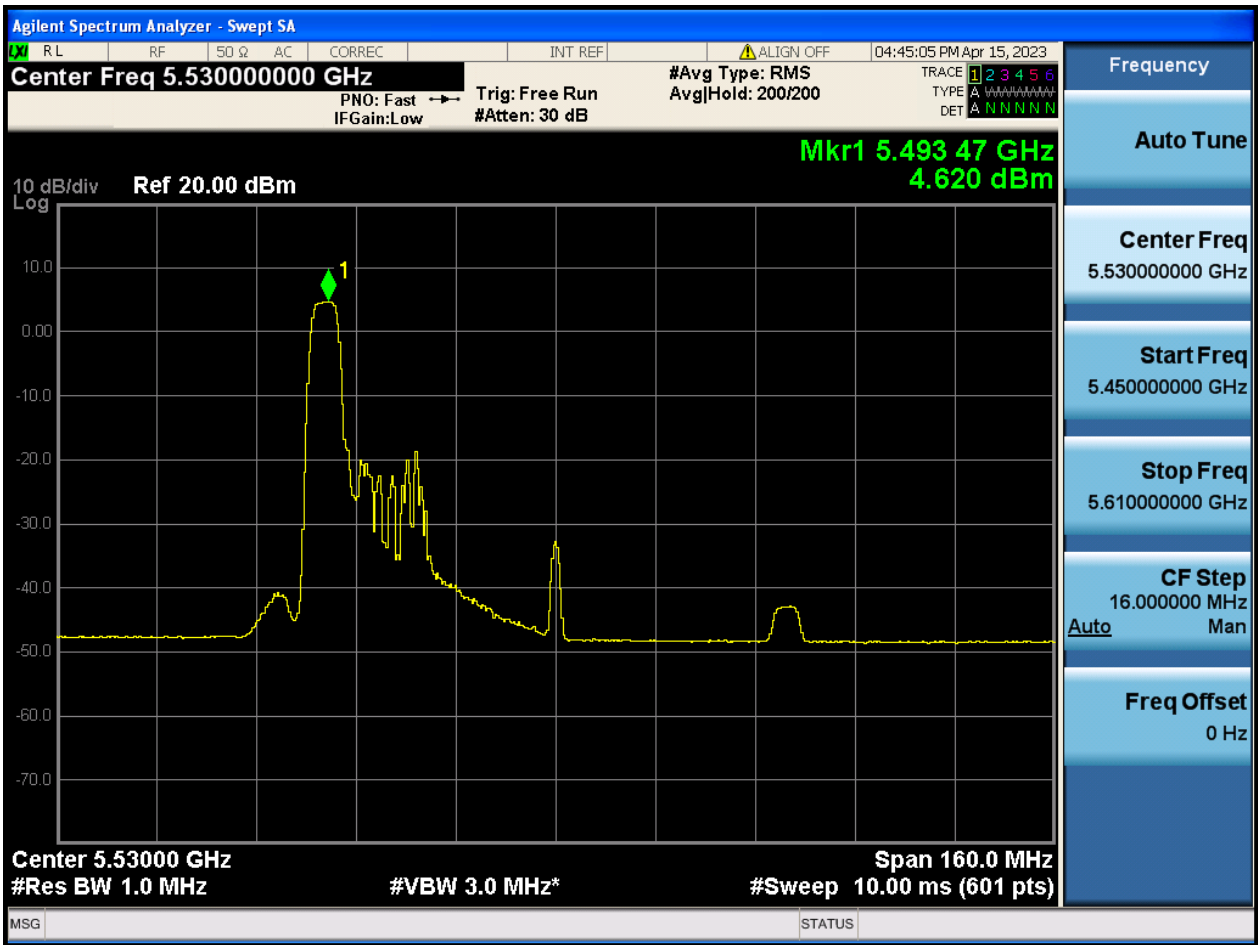 Agilent Spectrum Analyzer - Swept SA
LXI RL RF 50 Ω AC CORREC INT REF ALIGN OFF 04:45:05 PM Apr 15, 2023
Center Freq 5.530000000 GHz
PNO: Fast
IFGain:Low
Trig: Free Run
#Atten: 30 dB
#Avg Type: RMS
Avg|Hold: 200/200
TRACE 1 2 3 4 5 6
TYPE A WWWWW
DET A N N N N N
Mkr1 5.493 47 GHz
4.620 dBm
10 dB/div Ref 20.00 dBm
Log
1
10.0
0.00
-10.0
-20.0
-30.0
-40.0
-50.0
-60.0
-70.0
Center 5.53000 GHz Span 160.0 MHz
#Res BW 1.0 MHz #VBW 3.0 MHz* #Sweep 10.00 ms (601 pts)
MSG STATUS
Frequency
Auto Tune
Center Freq
5.530000000 GHz
Start Freq
5.450000000 GHz
Stop Freq
5.610000000 GHz
CF Step
16.000000 MHz
Auto Man
Freq Offset
0 Hz